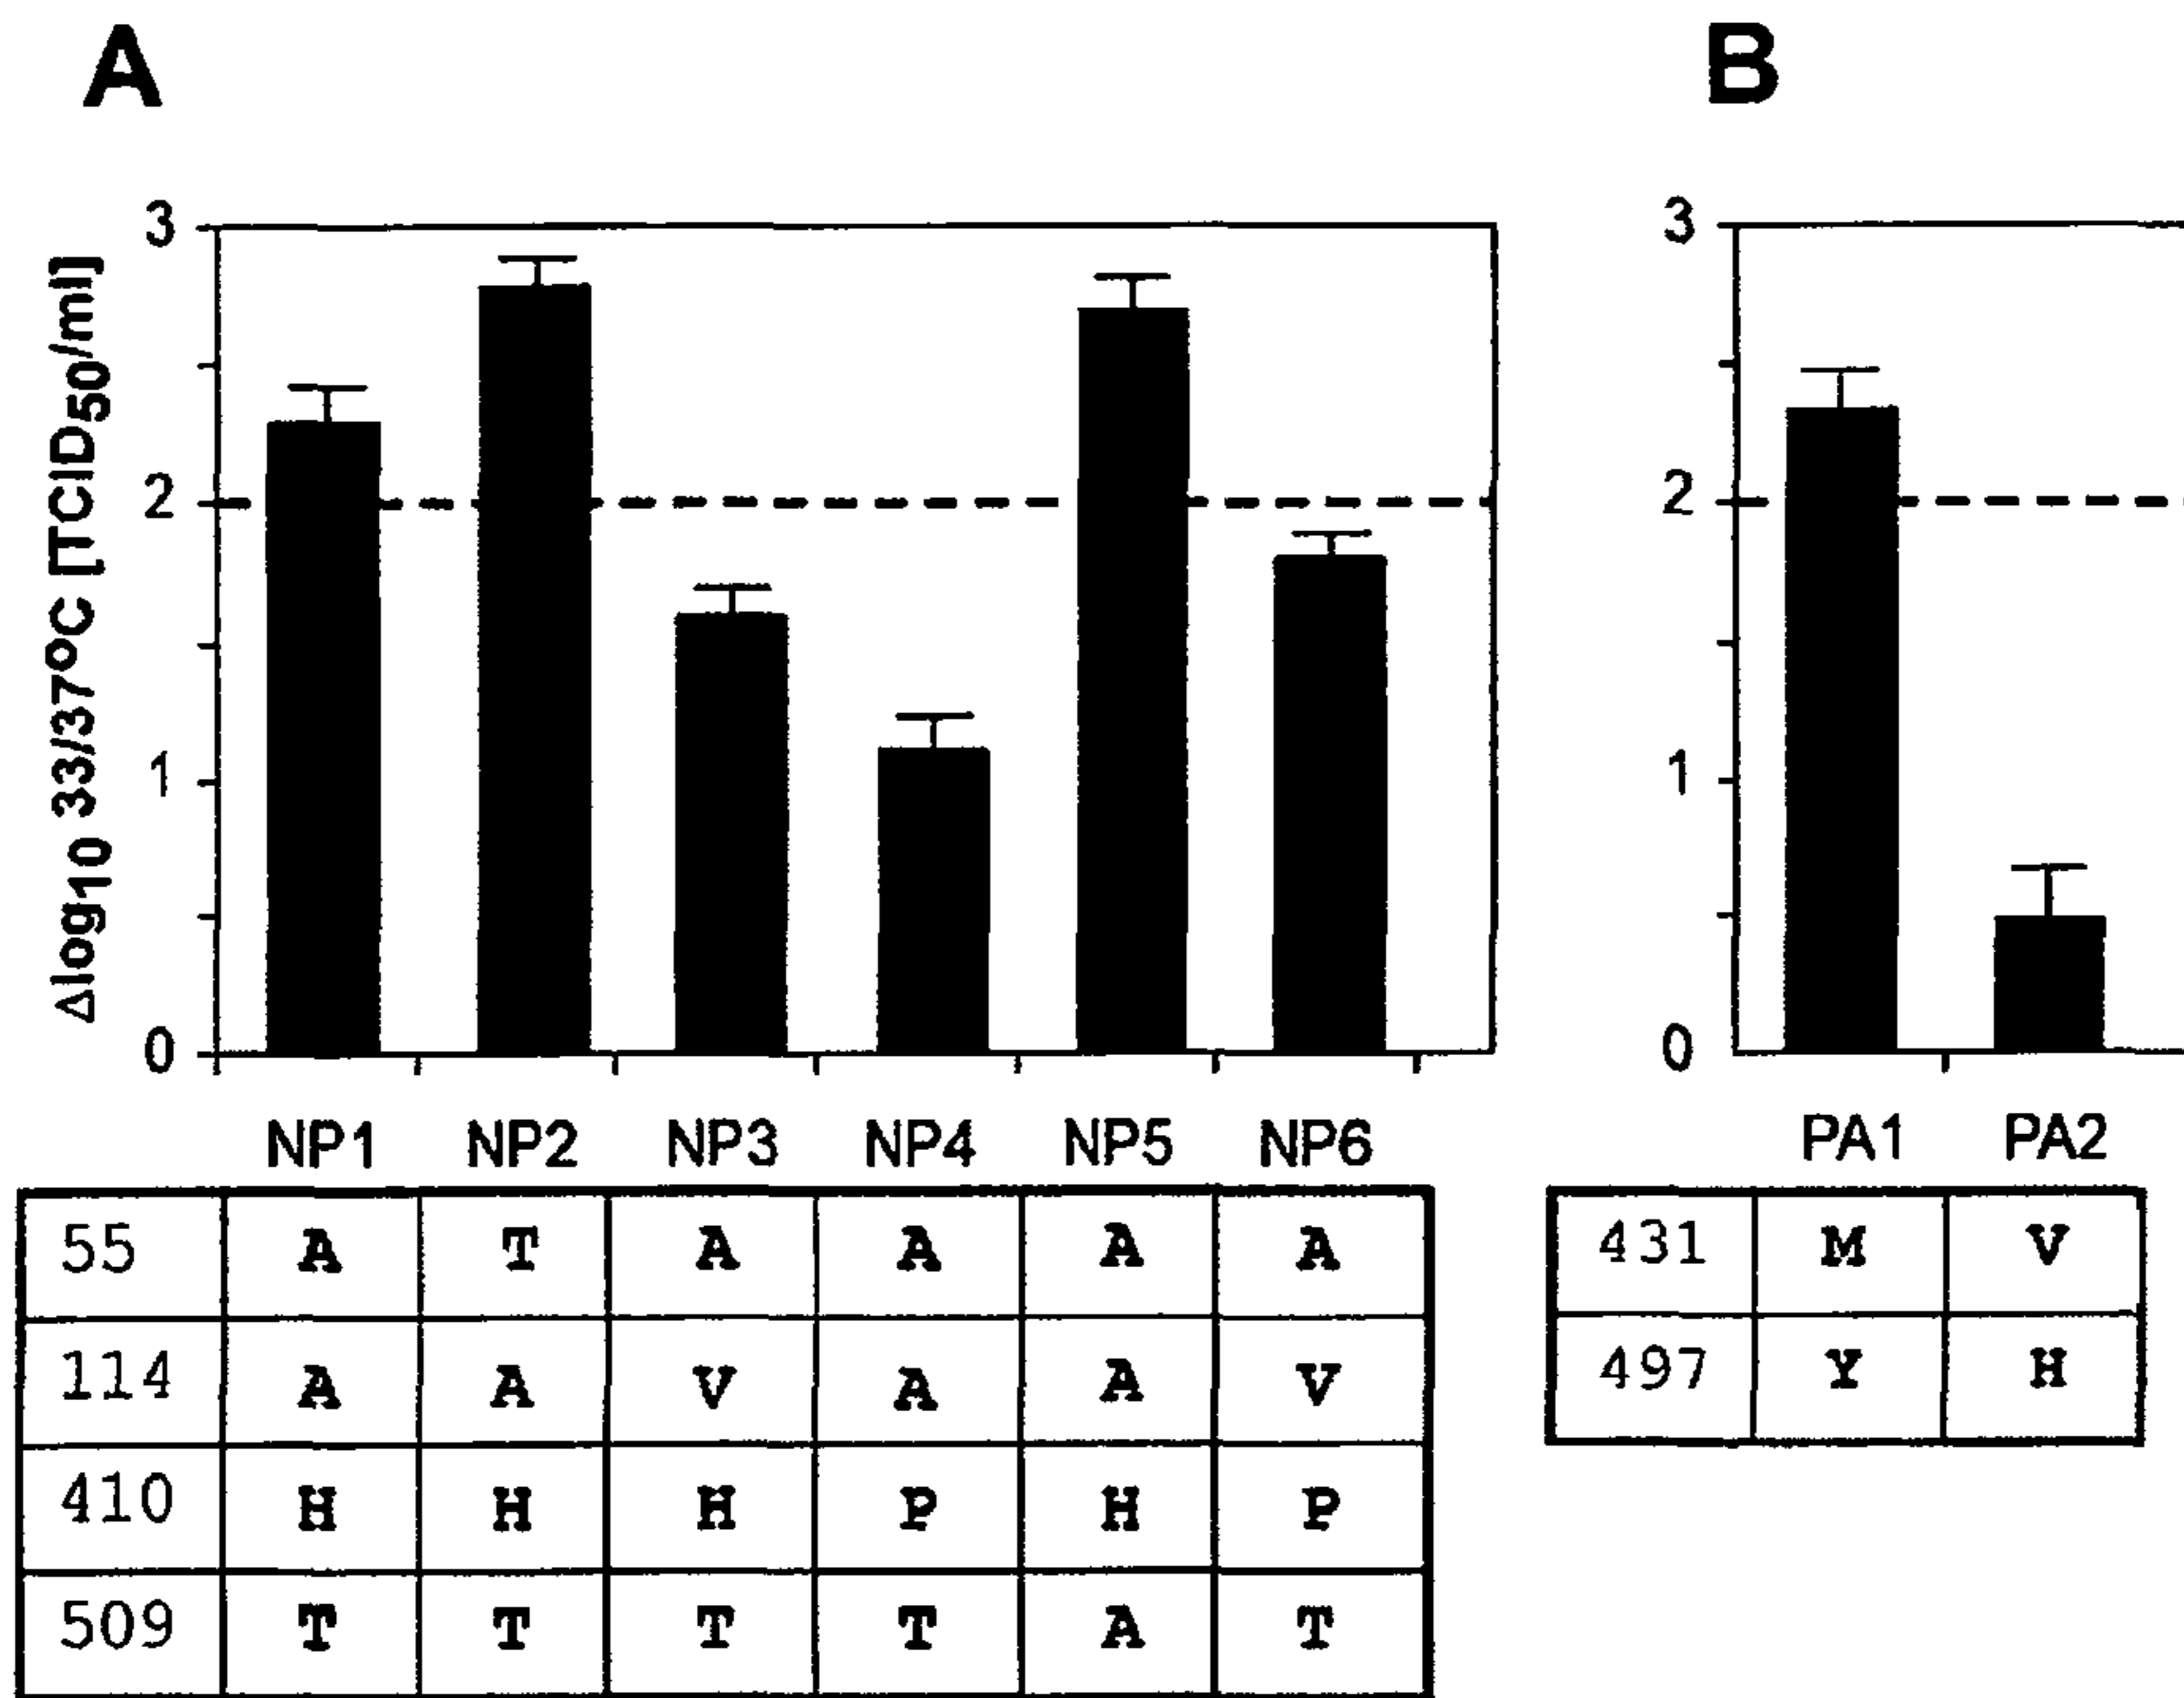 A
B
Δlog10 33/37ºC [TCID50/ml]
3
2
1
0
NP1 NP2 NP3 NP4 NP5 NP6
55 A T A A A A
114 A A V A A V
410 H H H P H P
509 T T T T A T
3
2
1
0
PA1 PA2
431 M V
497 Y H